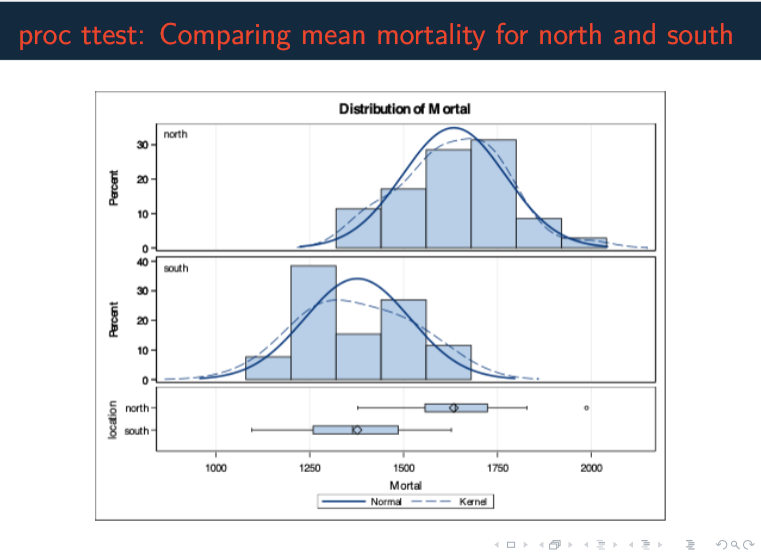 proc ttest: Comparing mean mortality for north and south
Distribution of Mortal
north
30
20
10
0
Percent
south
40
30
20
10
0
Percent
location
north
south
1000 1250 1500 1750 2000
Mortal
Normal Kernel